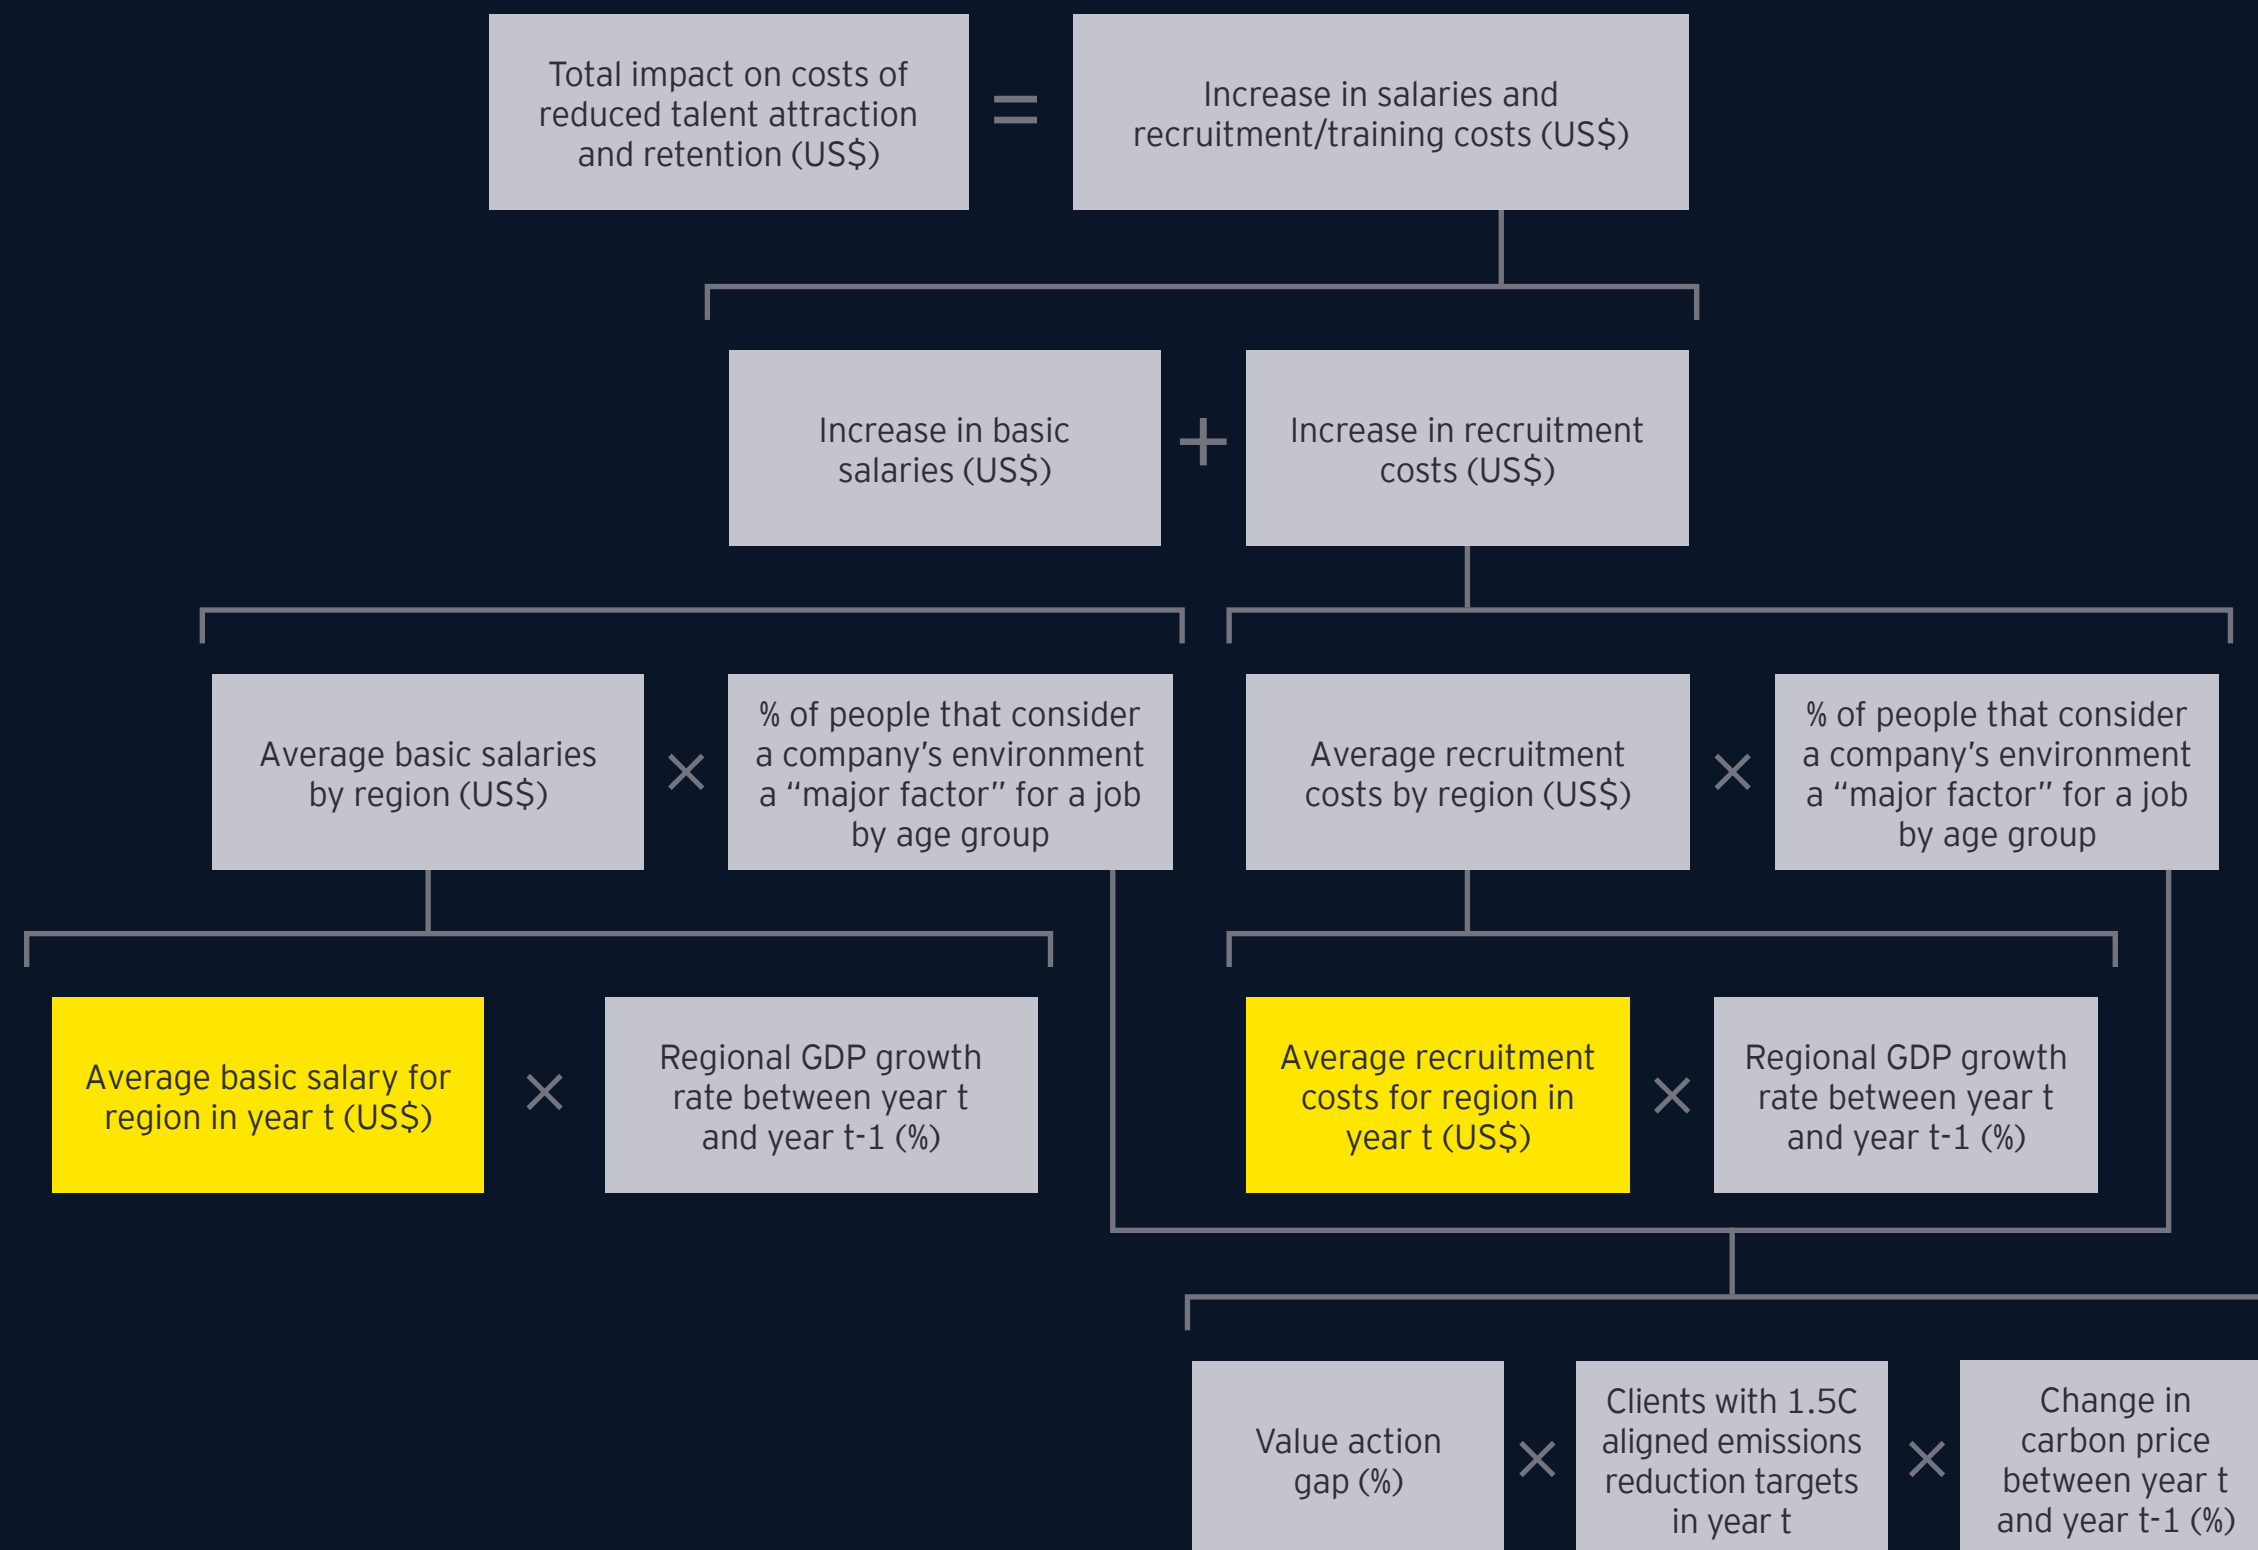 Total impact on costs of
reduced talent attraction
and retention (US$)
=
Increase in salaries and
recruitment/training costs (US$)
Increase in basic
salaries (US$)
+
Increase in recruitment
costs (US$)
Average basic salaries
by region (US$)
×
% of people that consider
a company’s environment
a “major factor” for a job
by age group
Average recruitment
costs by region (US$)
×
% of people that consider
a company’s environment
a “major factor” for a job
by age group
Average basic salary for
region in year t (US$)
×
Regional GDP growth
rate between year t
and year t-1 (%)
Average recruitment
costs for region in
year t (US$)
×
Regional GDP growth
rate between year t
and year t-1 (%)
Value action
gap (%)
×
Clients with 1.5C
aligned emissions
reduction targets
in year t
×
Change in
carbon price
between year t
and year t-1 (%)